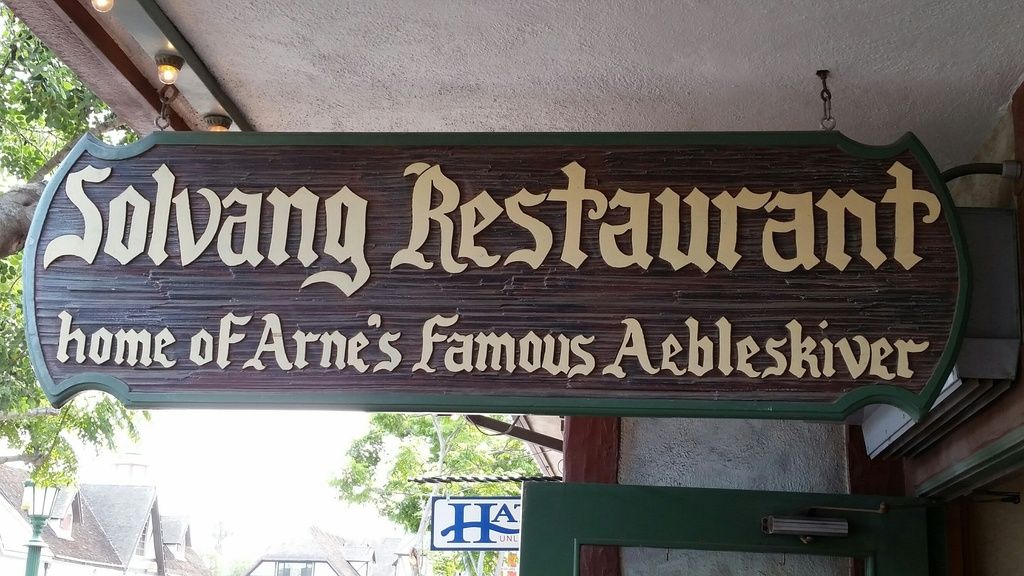 Solvang Restaurant
home of Arne's Famous Aebleskiver